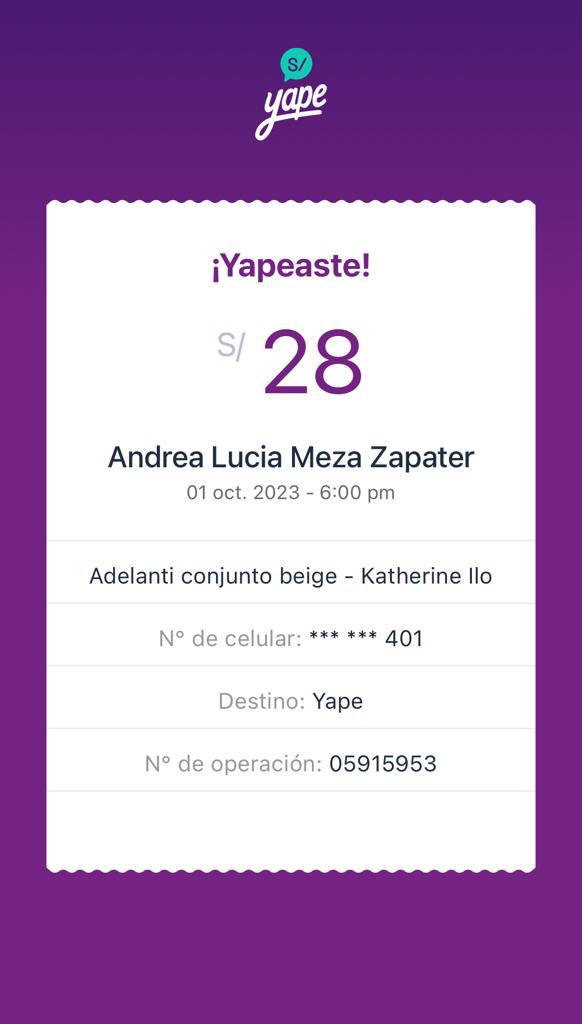 S/
yape
¡Yapeaste!
S/ 28
Andrea Lucia Meza Zapater
01 oct. 2023 - 6:00 pm
Adelanti conjunto beige - Katherine Ilo
N° de celular: *** *** 401
Destino: Yape
N° de operación: 05915953